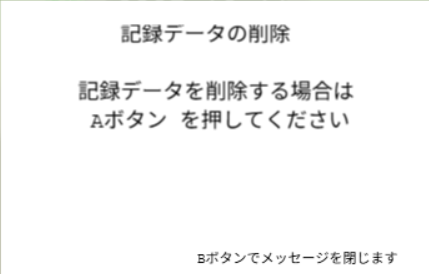 記録データの削除
記録データを削除する場合は
Aボタン を押してください
Bボタンでメッセージを閉じます